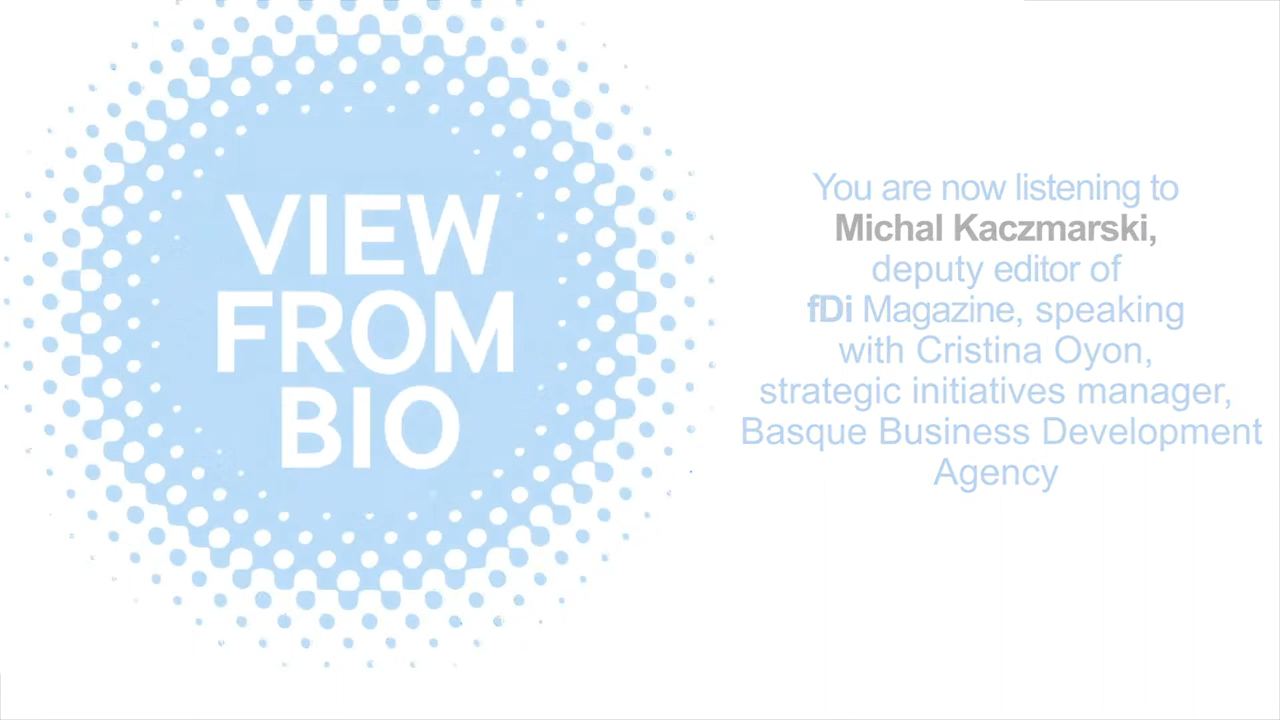 VIEW
FROM
BIO
You are now listening to
Michal Kaczmarski,
deputy editor of
fDi Magazine, speaking
with Cristina Oyon,
strategic initiatives manager,
Basque Business Development
Agency